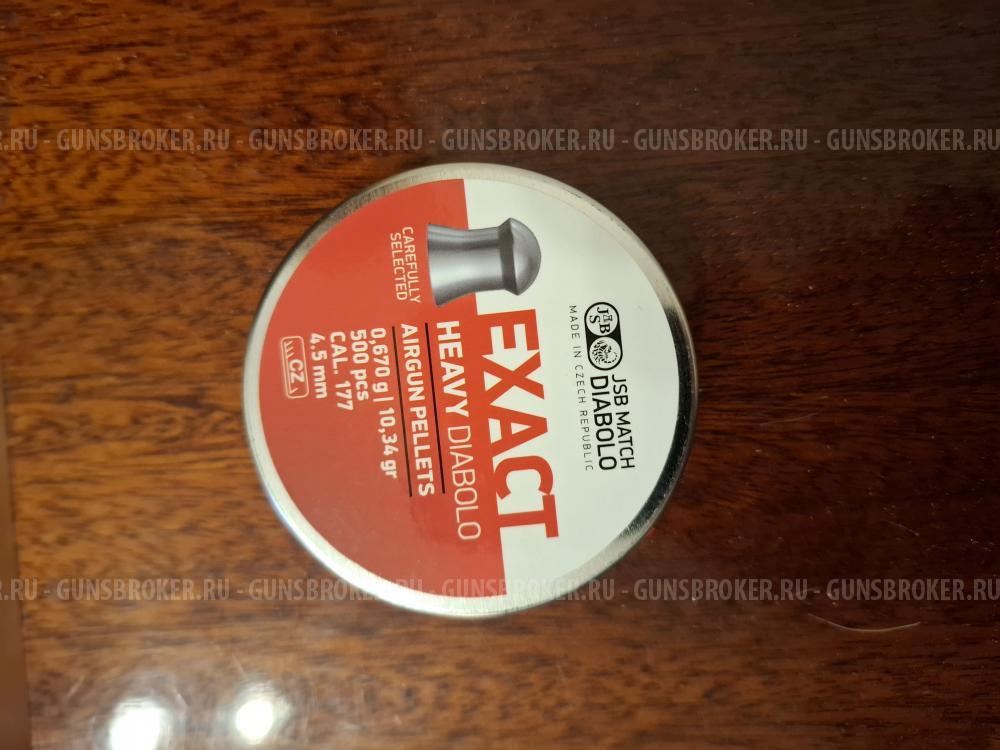 .RU - GUNSBROKER.RU - GUNSBROKER.RU - GUNSBROKER.RU - GUNSBROKER.RU - GUNSBROKER.RU
JSB
JSB MATCH
DIABOLO
MADE IN CZECH REPUBLIC
EXACT
HEAVY DIABOLO
AIRGUN PELLETS
CAREFULLY
SELECTED
0,670 g | 10,34 gr
500 pcs
CAL. 177
4.5 mm
CZ
.RU - GUNSBROKER.RU - GUNSBROKER.RU - GUNSBROKER.RU - GUNSBROKER.RU - GUNSBROKER.RU